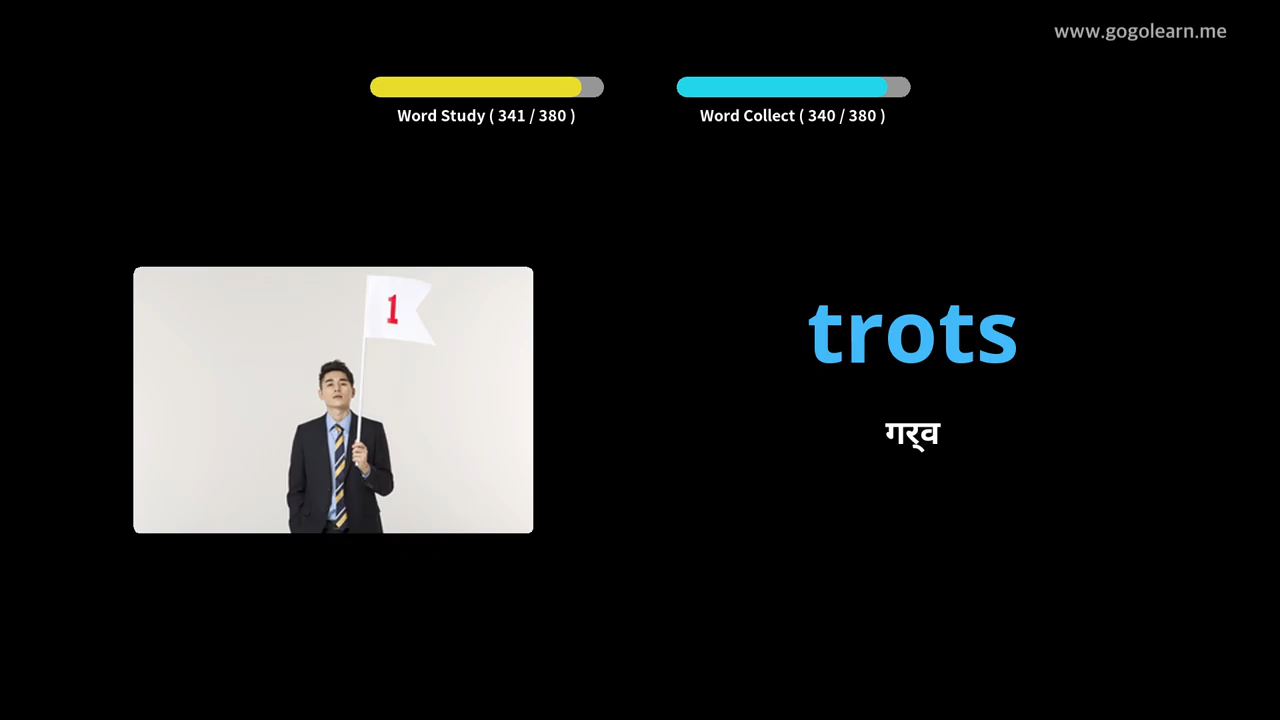 www.gogolearn.me
Word Study ( 341 / 380 )
Word Collect ( 340 / 380 )
1
trots
गर्‍व